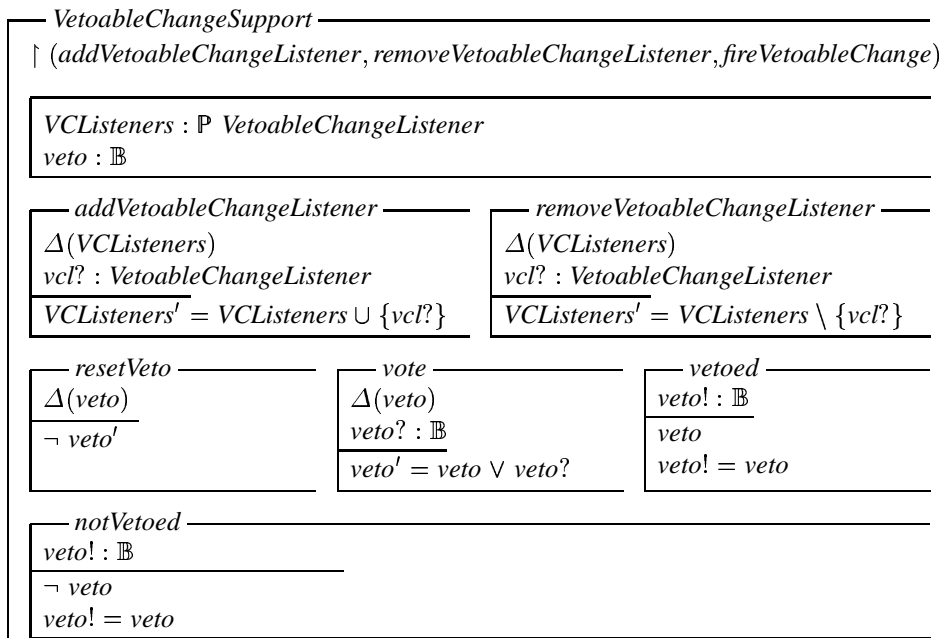 VetoableChangeSupport
↾ (addVetoableChangeListener, removeVetoableChangeListener, fireVetoableChange)
VCListeners : ℙ VetoableChangeListener
veto : 𝔹
addVetoableChangeListener
Δ(VCListeners)
vcl? : VetoableChangeListener
VCListeners′ = VCListeners ∪ {vcl?}
removeVetoableChangeListener
Δ(VCListeners)
vcl? : VetoableChangeListener
VCListeners′ = VCListeners \ {vcl?}
resetVeto
Δ(veto)
¬ veto′
vote
Δ(veto)
veto? : 𝔹
veto′ = veto ∨ veto?
vetoed
veto! : 𝔹
veto
veto! = veto
notVetoed
veto! : 𝔹
¬ veto
veto! = veto